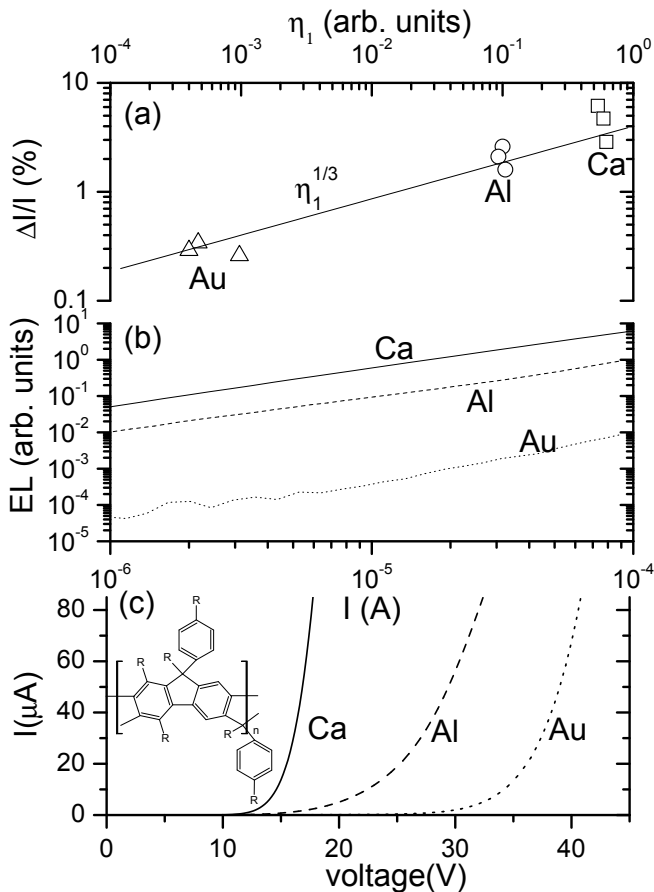 η₁ (arb. units)
10⁻⁴ 10⁻³ 10⁻² 10⁻¹ 10⁰
(a)
ΔI/I (%)
10
1
0.1
η₁^{1/3}
Au
Al
Ca
(b)
EL (arb. units)
10¹
10⁰
10⁻¹
10⁻²
10⁻³
10⁻⁴
10⁻⁵
Ca
Al
Au
10⁻⁶ 10⁻⁵ 10⁻⁴
I (A)
(c)
I(μA)
80
60
40
20
0
R
R
R
R
R
n
R
Ca
Al
Au
0 10 20 30 40
voltage(V)